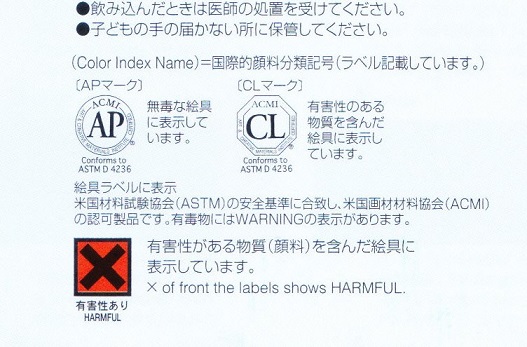 ●飲み込んだときは医師の処置を受けてください。
●子どもの手の届かない所に保管してください。
(Color Index Name)=国際的顔料分類記号(ラベル記載しています。)
〔APマーク〕
ACMI
AP
Conforms to
ASTM D 4236
無毒な絵具
に表示して
います。
〔CLマーク〕
ACMI
CL
Conforms to
ASTM D 4236
有害性のある
物質を含んだ
絵具に表示し
ています。
絵具ラベルに表示
米国材料試験協会(ASTM)の安全基準に合致し、米国画材材料協会(ACMI)
の認可製品です。有毒物にはWARNINGの表示があります。
有害性あり
HARMFUL
有害性がある物質(顔料)を含んだ絵具に
表示しています。
× of front the labels shows HARMFUL.